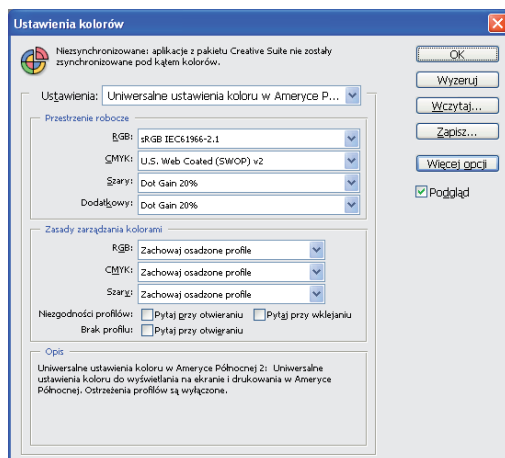 Ustawienia kolorów
Niezsynchronizowane: aplikacje z pakietu Creative Suite nie zostały
zsynchronizowane pod kątem kolorów.
Ustawienia: Uniwersalne ustawienia koloru w Ameryce P...
Przestrzenie robocze
RGB: sRGB IEC61966-2.1
CMYK: U.S. Web Coated (SWOP) v2
Szary: Dot Gain 20%
Dodatkowy: Dot Gain 20%
Zasady zarządzania kolorami
RGB: Zachowaj osadzone profile
CMYK: Zachowaj osadzone profile
Szary: Zachowaj osadzone profile
Niezgodności profilów: Pytaj przy otwieraniu Pytaj przy wklejaniu
Brak profilu: Pytaj przy otwieraniu
Opis
Uniwersalne ustawienia koloru w Ameryce Północnej 2: Uniwersalne
ustawienia koloru do wyświetlania na ekranie i drukowania w Ameryce
Północnej. Ostrzeżenia profilów są wyłączone.
OK
Wyzeruj
Wczytaj...
Zapisz...
Więcej opcji
Podgląd